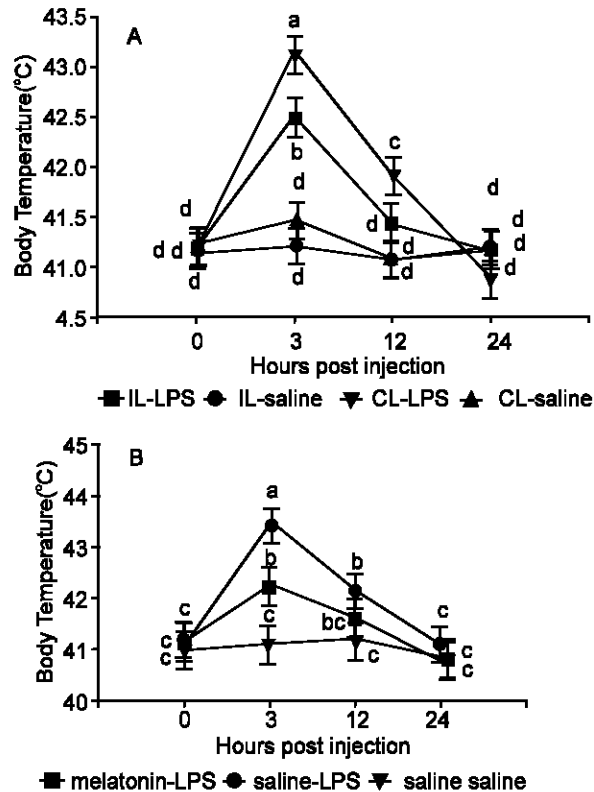 43.5
A
a
43.0
42.5
b
c
42.0
d
d
d
d
d
41.5
d d
d
d
41.0
d
d
d
d
4.5
Body Temperature(°C)
0 3 12 24
Hours post injection
IL-LPS IL-saline CL-LPS CL-saline
45
B
a
44
43
b
b
42
c
c
bc
c
41
c
c
c
c
c
40
Body Temperature(°C)
0 3 12 24
Hours post injection
melatonin-LPS saline-LPS saline saline